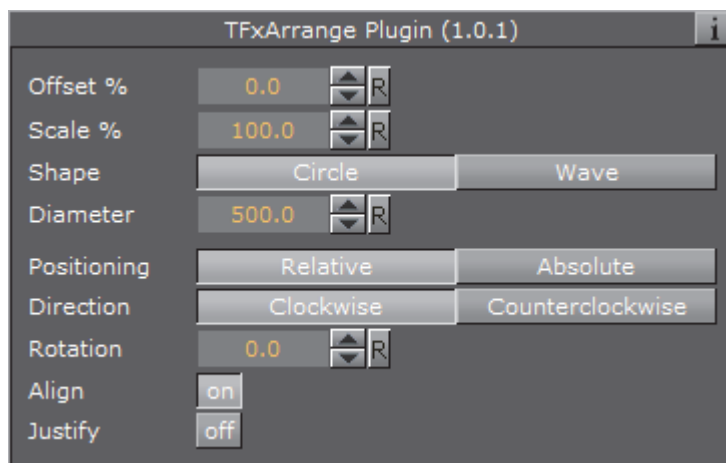 TFxArrange Plugin (1.0.1) i
Offset % 0.0 R
Scale % 100.0 R
Shape Circle Wave
Diameter 500.0 R
Positioning Relative Absolute
Direction Clockwise Counterclockwise
Rotation 0.0 R
Align on
Justify off